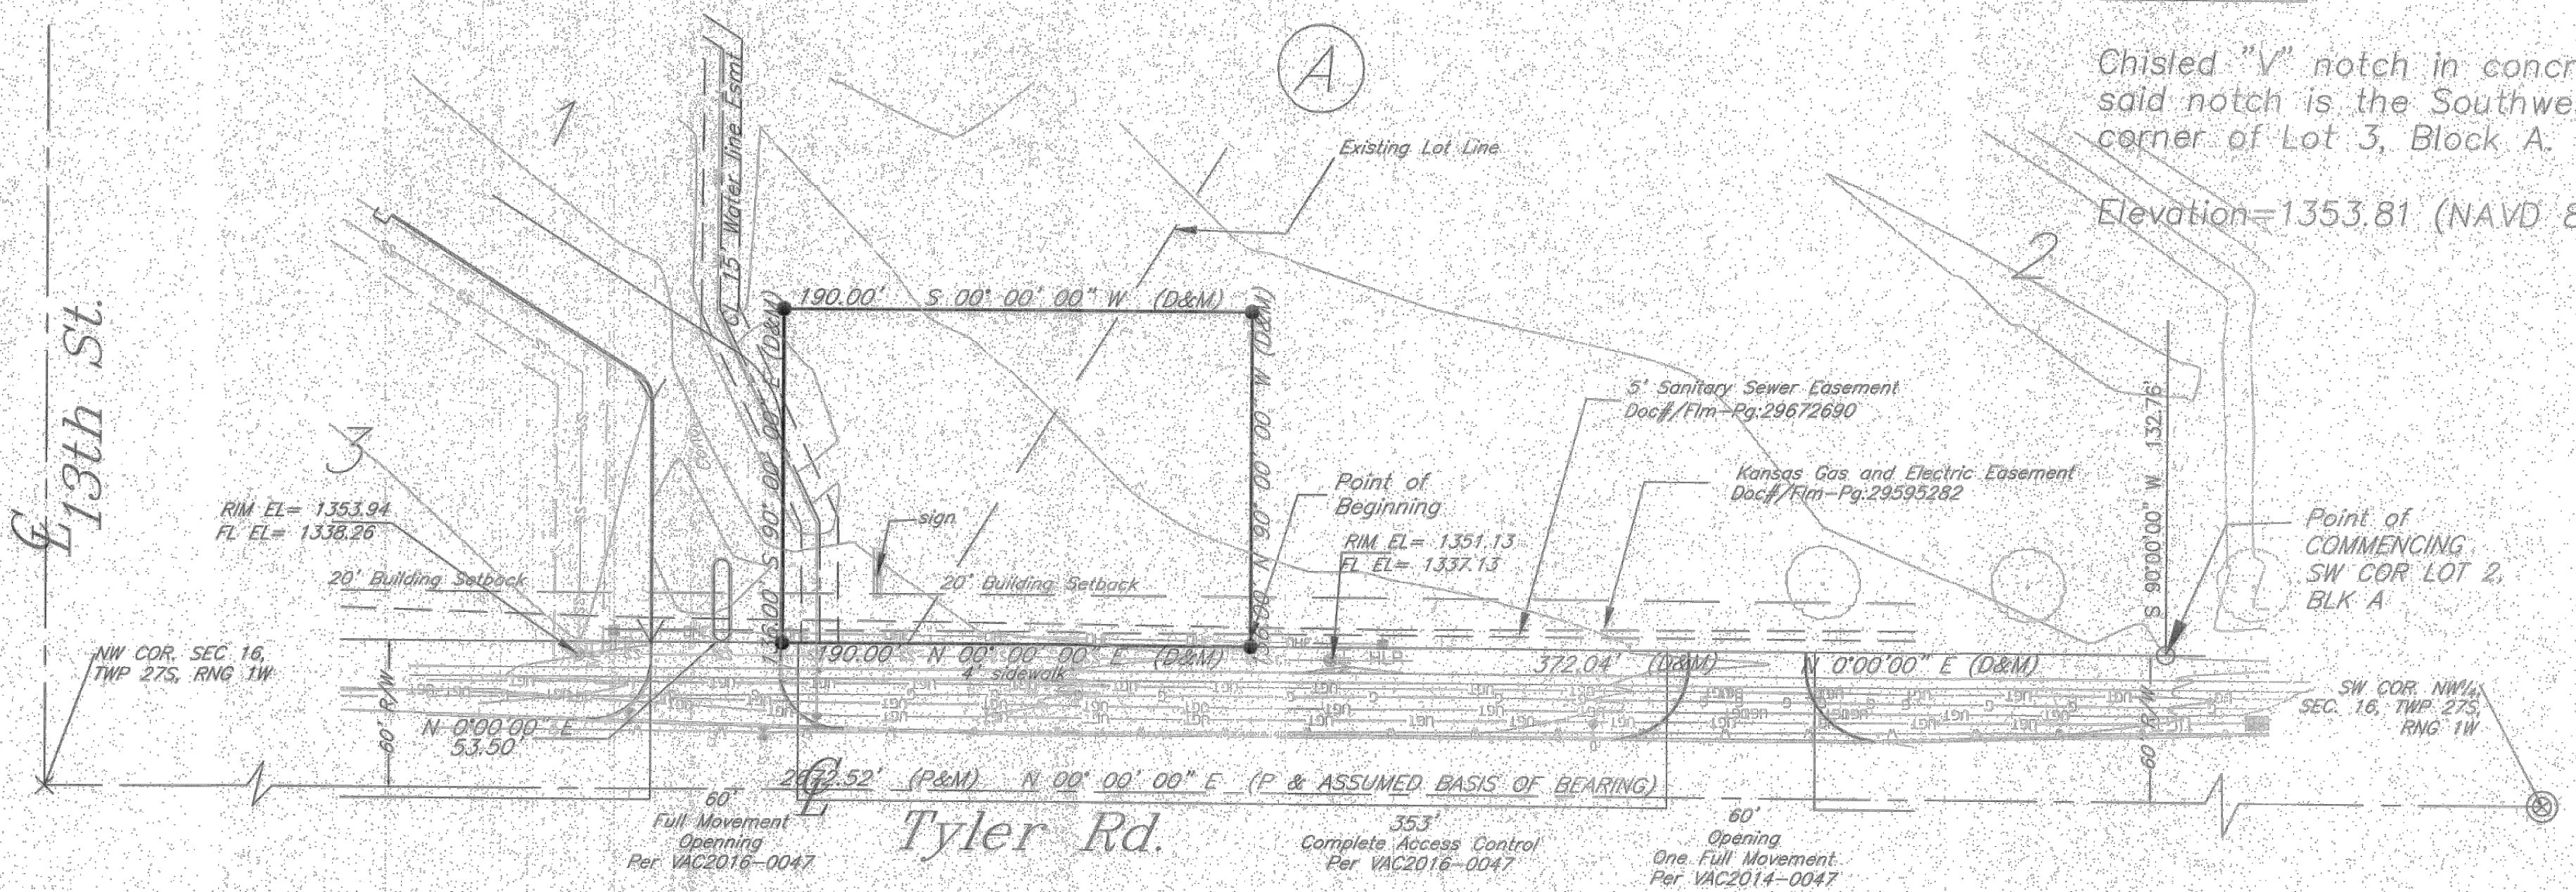 A
Chisled "V" notch in concr
said notch is the Southwe
corner of Lot 3, Block A.
Elevation=1353.81 (NAVD 8
1
15' Water line Esmt
Existing Lot Line
2
190.00' S 00° 00' 00" W (D&M)
13th St.
3
RIM EL= 1353.94
FL EL= 1338.26
20' Building Setback
S 90° 00' 00" E (D&M)
N 90° 00' 00" W (D&M)
sign
20' Building Setback
Point of
Beginning
RIM EL= 1351.13
FL EL= 1337.13
5' Sanitary Sewer Easement
Doc#/Flm-Pg:29672690
Kansas Gas and Electric Easement
Doc#/Flm-Pg:29595282
S 90°00'00" W 132.76'
Point of
COMMENCING
SW COR LOT 2,
BLK A
NW COR. SEC 16,
TWP 27S, RNG 1W
190.00' N 00° 00' 00" E (D&M)
4' sidewalk
372.04' (D&M) N 0°00'00" E (D&M)
60' R/W
N 0°00'00" E
53.50'
60' R/W
SW COR. NW¼,
SEC. 16, TWP 27S,
RNG 1W
2672.52' (P&M) N 00° 00' 00" E (P & ASSUMED BASIS OF BEARING)
Tyler Rd.
60'
Full Movement
Openning
Per VAC2016-0047
353'
Complete Access Control
Per VAC2016-0047
60'
Opening
One Full Movement
Per VAC2014-0047